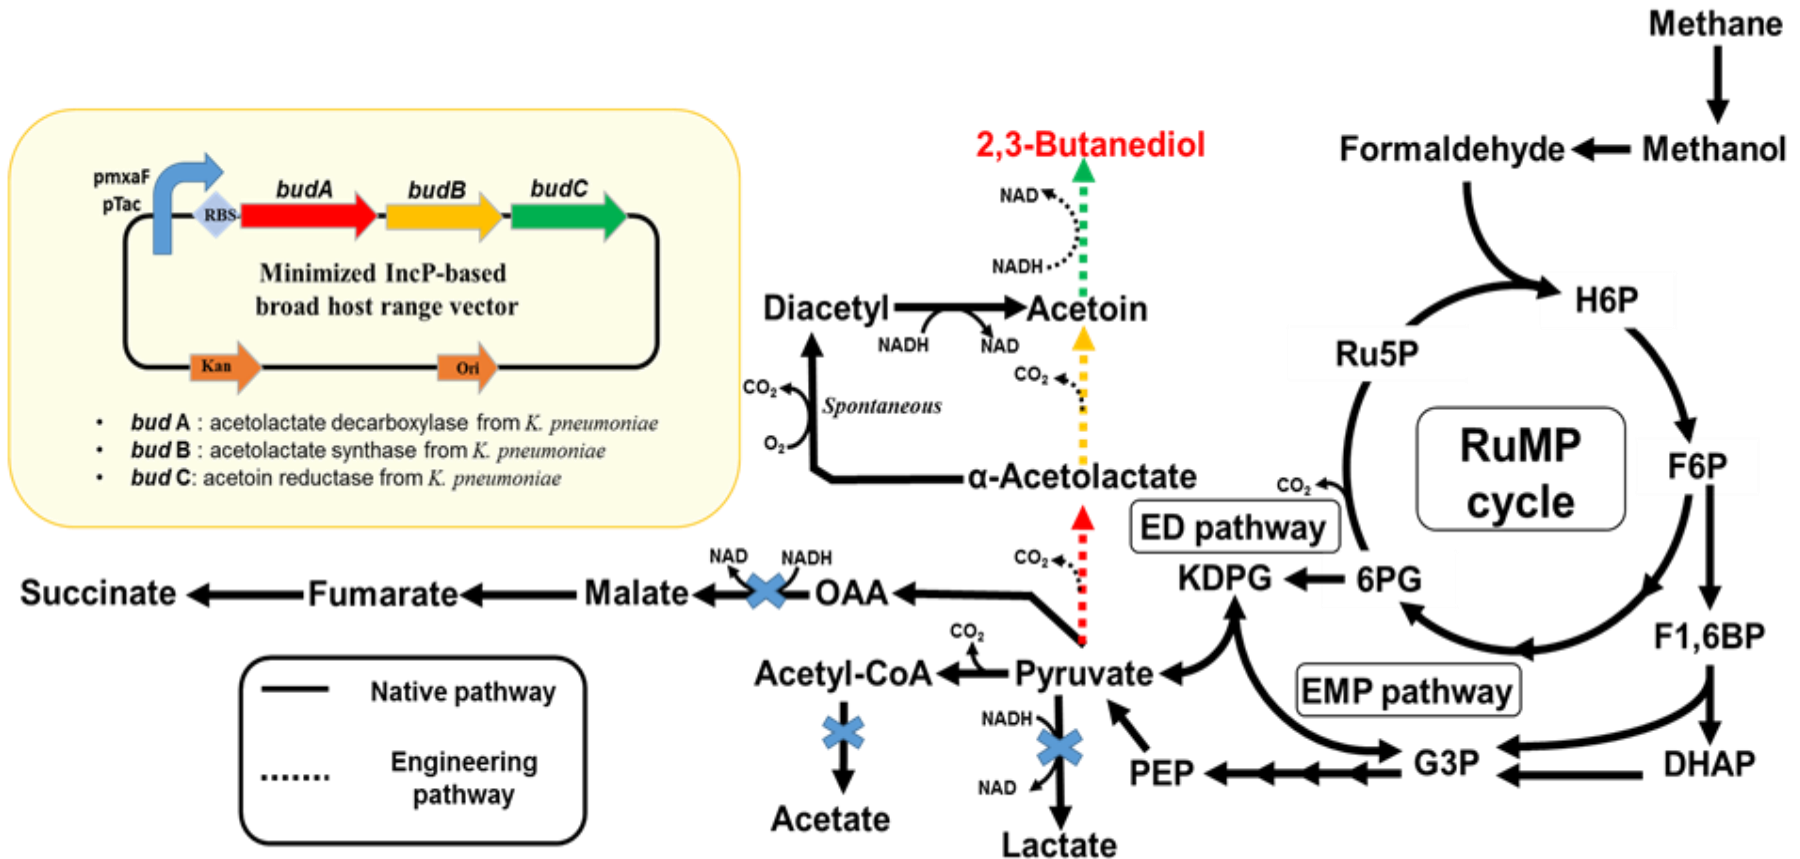 Methane
Methanol
Formaldehyde
2,3-Butanediol
pmxaF
pTac
RBS
budA
budB
budC
Minimized IncP-based
broad host range vector
Kan
Ori
• bud A : acetolactate decarboxylase from K. pneumoniae
• bud B : acetolactate synthase from K. pneumoniae
• bud C: acetoin reductase from K. pneumoniae
NAD
NADH
Diacetyl
Acetoin
NADH
NAD
CO2
Spontaneous
O2
CO2
α-Acetolactate
CO2
H6P
Ru5P
RuMP
cycle
F6P
CO2
ED pathway
KDPG
6PG
F1,6BP
EMP pathway
G3P
DHAP
PEP
Succinate
Fumarate
Malate
NAD
NADH
OAA
CO2
Acetyl-CoA
Pyruvate
NADH
NAD
Acetate
Lactate
Native pathway
Engineering
pathway